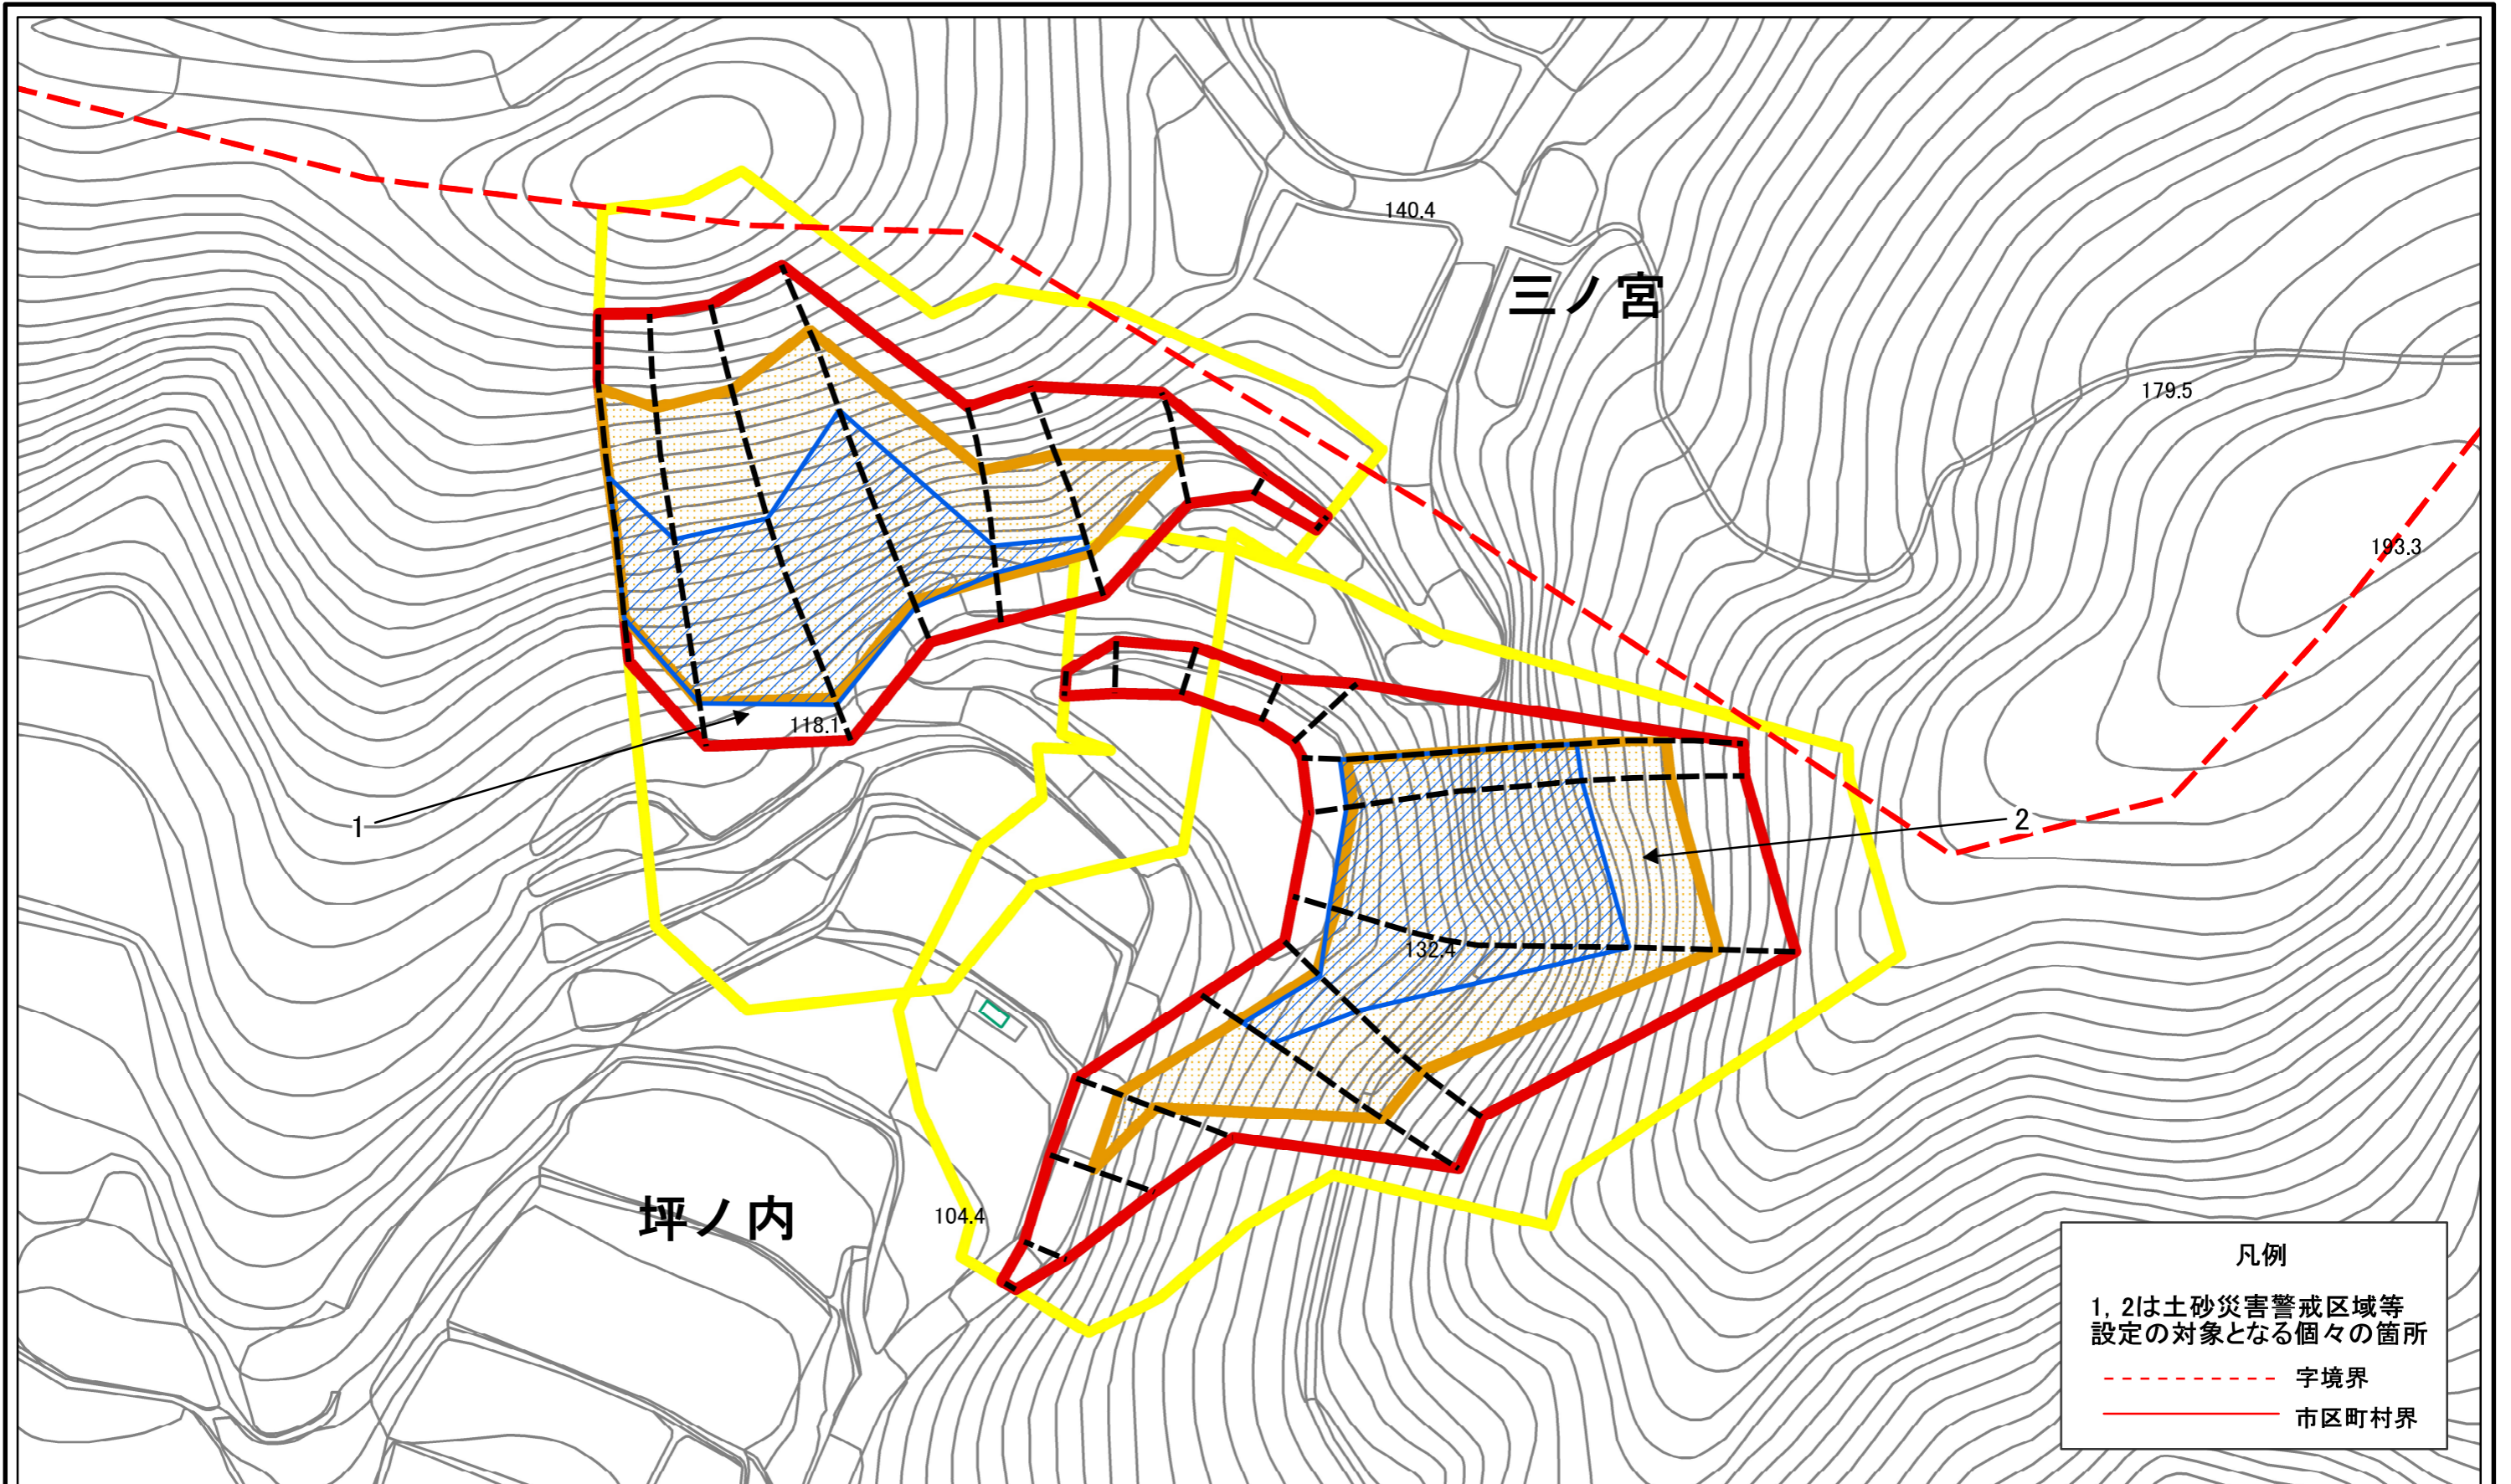 140.4
三ノ宮
179.5
193.3
118.1
1
2
132.4
坪ノ内
104.4
凡例
1, 2は土砂災害警戒区域等
設定の対象となる個々の箇所
字境界
市区町村界